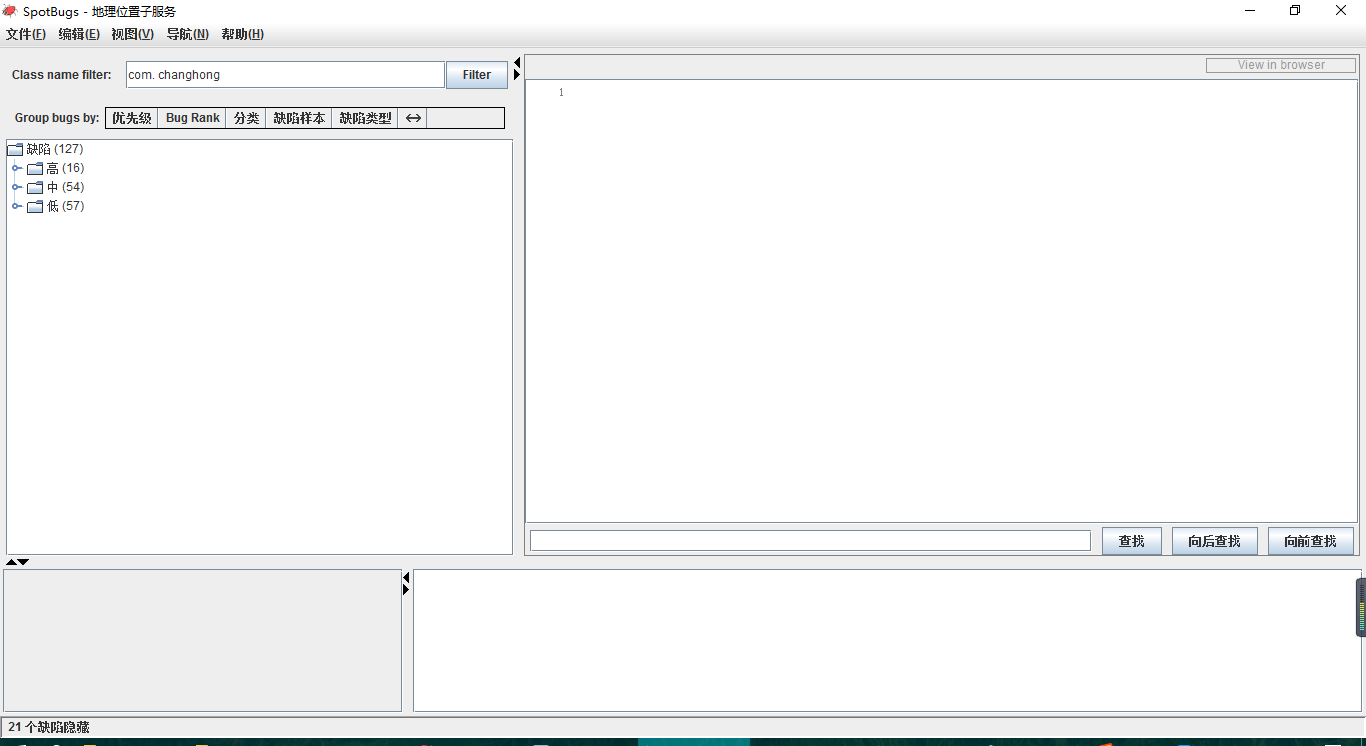 SpotBugs - 地理位置子服务
文件(F) 编辑(E) 视图(V) 导航(N) 帮助(H)
Class name filter: com. changhong Filter
View in browser
1
Group bugs by: 优先级 Bug Rank 分类 缺陷样本 缺陷类型 ↔
缺陷 (127)
高 (16)
中 (54)
低 (57)
查找 向后查找 向前查找
21 个缺陷隐藏